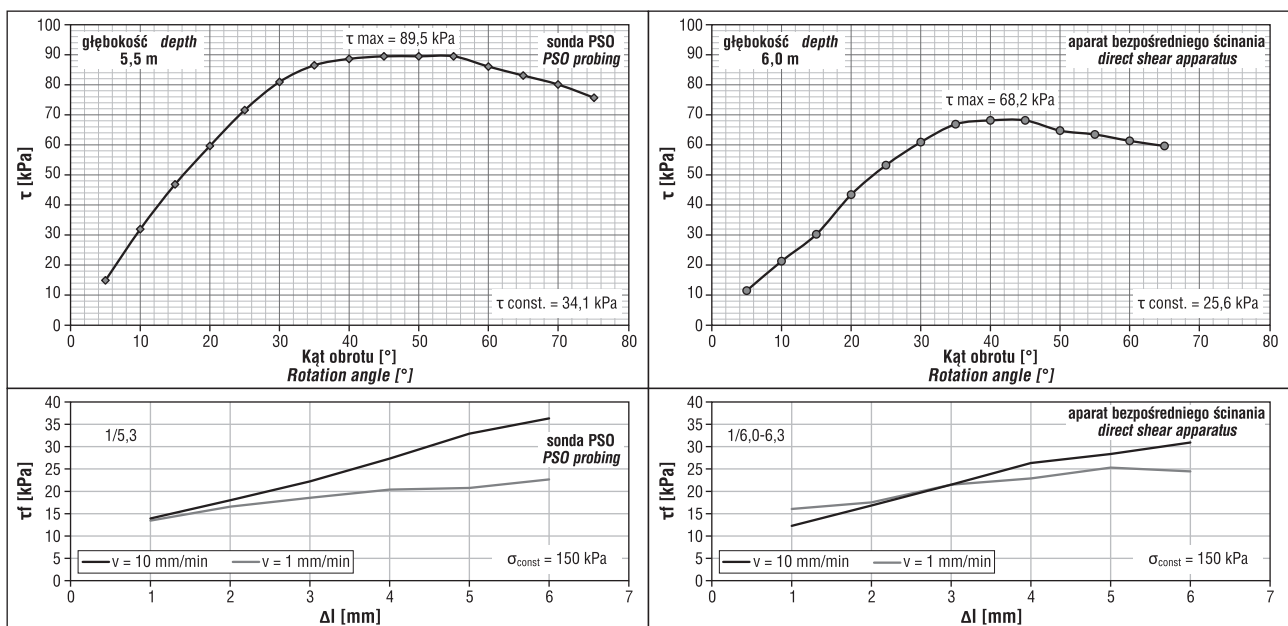 100
90
80
70
60
50
40
30
20
10
0
τ [kPa]
głębokość depth
5,5 m
τ max = 89,5 kPa
sonda PSO
PSO probing
τ const. = 34,1 kPa
0 10 20 30 40 50 60 70 80
Kąt obrotu [°]
Rotation angle [°]
100
90
80
70
60
50
40
30
20
10
0
τ [kPa]
głębokość depth
6,0 m
aparat bezpośredniego ścinania
direct shear apparatus
τ max = 68,2 kPa
τ const. = 25,6 kPa
0 10 20 30 40 50 60 70 80
Kąt obrotu [°]
Rotation angle [°]
40
35
30
25
20
15
10
5
0
τf [kPa]
1/5,3
sonda PSO
PSO probing
v = 10 mm/min v = 1 mm/min
σconst = 150 kPa
0 1 2 3 4 5 6 7
Δl [mm]
40
35
30
25
20
15
10
5
0
τf [kPa]
1/6,0-6,3
aparat bezpośredniego ścinania
direct shear apparatus
v = 10 mm/min v = 1 mm/min
σconst = 150 kPa
0 1 2 3 4 5 6 7
Δl [mm]